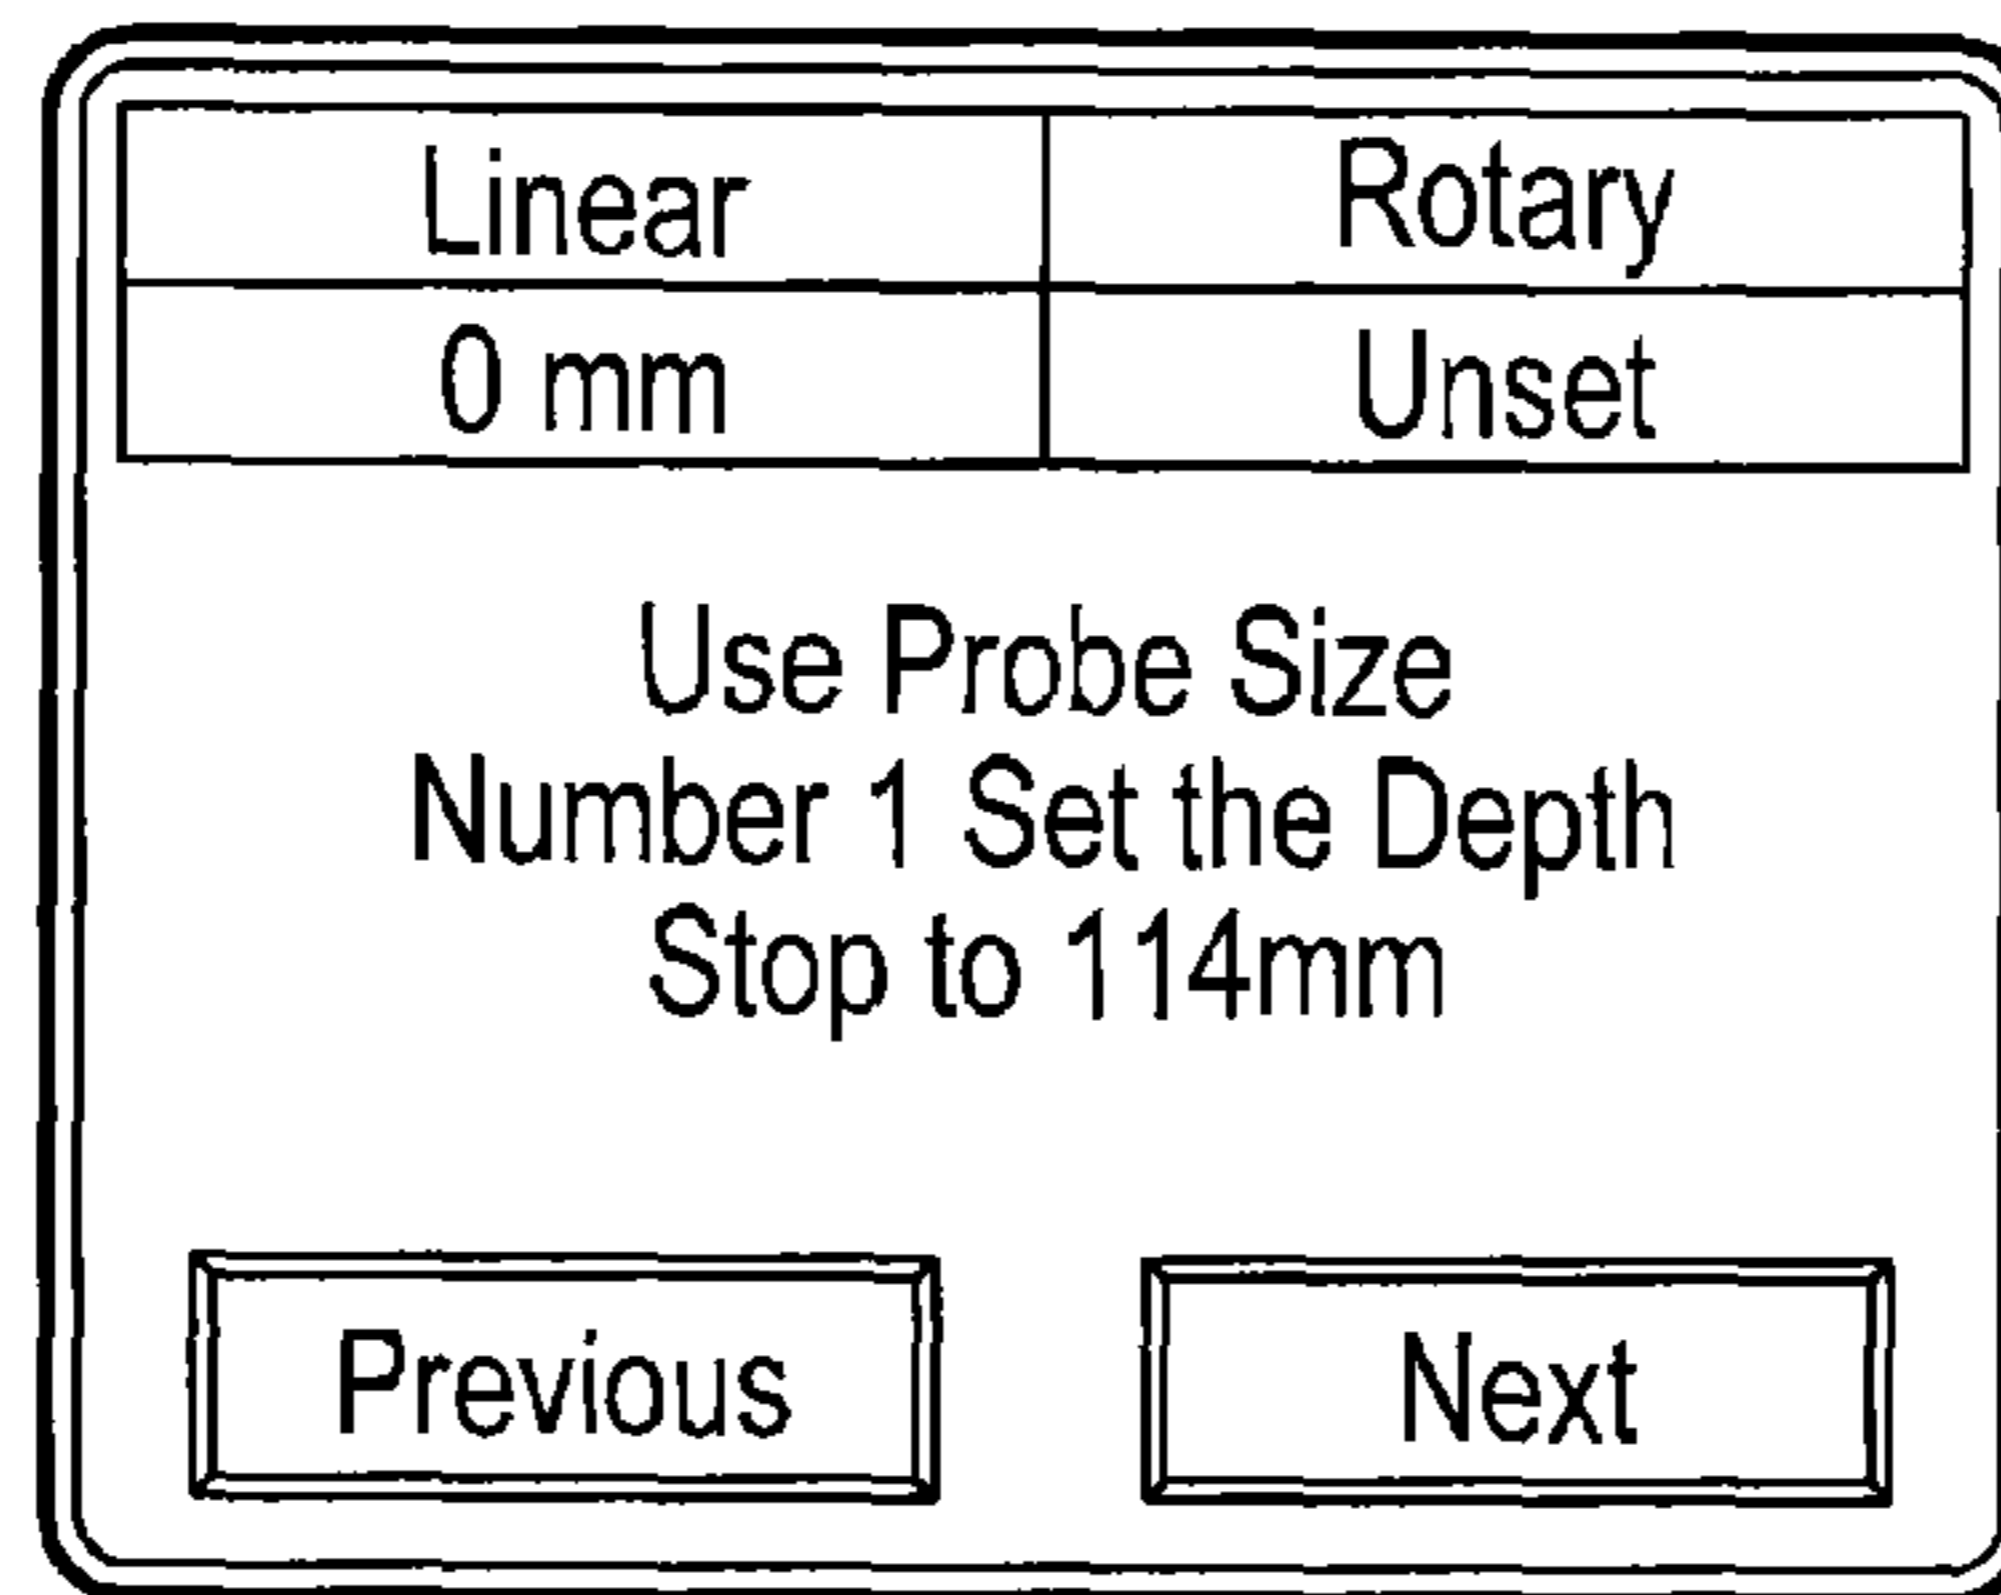 Linear Rotary
0 mm Unset
Use Probe Size
Number 1 Set the Depth
Stop to 114mm
Previous Next